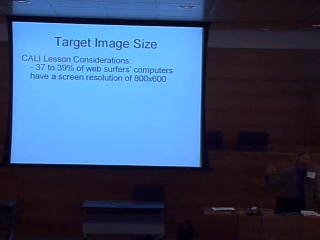 Target Image Size
CALI Lesson Considerations:
- 37 to 39% of web surfers' computers
have a screen resolution of 800x600